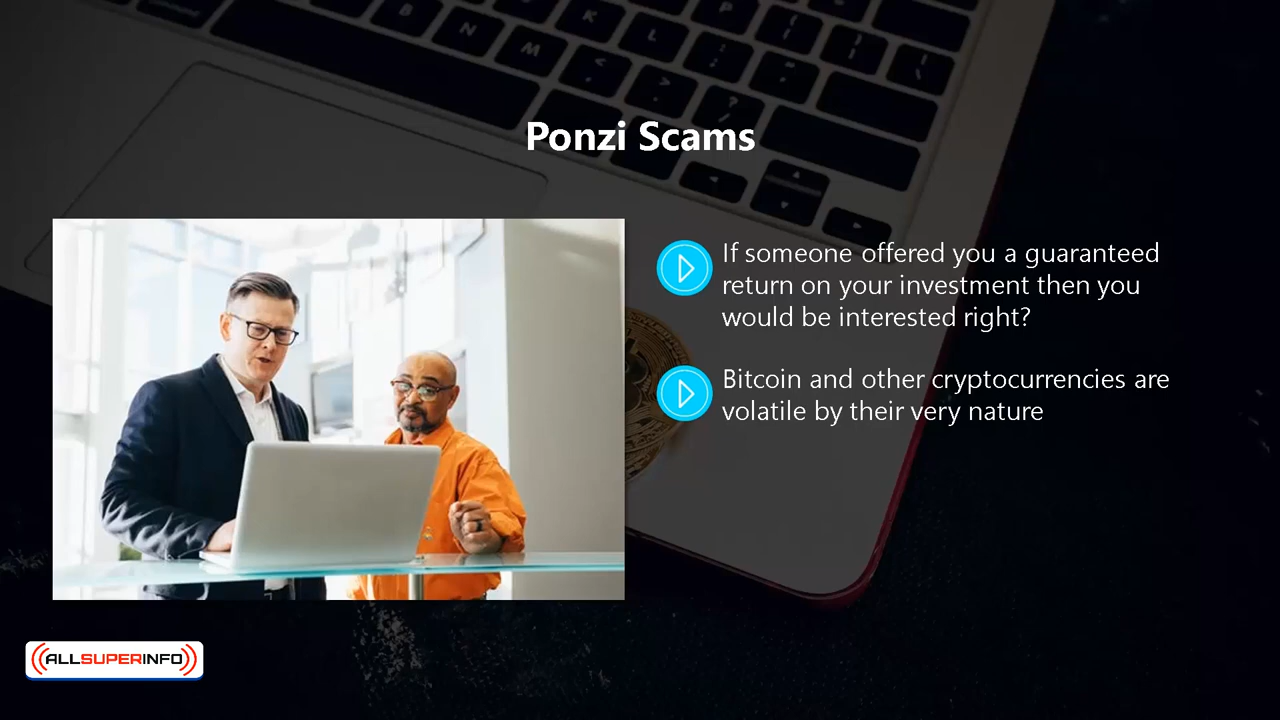 Ponzi Scams
If someone offered you a guaranteed
return on your investment then you
would be interested right?
Bitcoin and other cryptocurrencies are
volatile by their very nature
ALLSUPERINFO
B
N
M
K
L
P